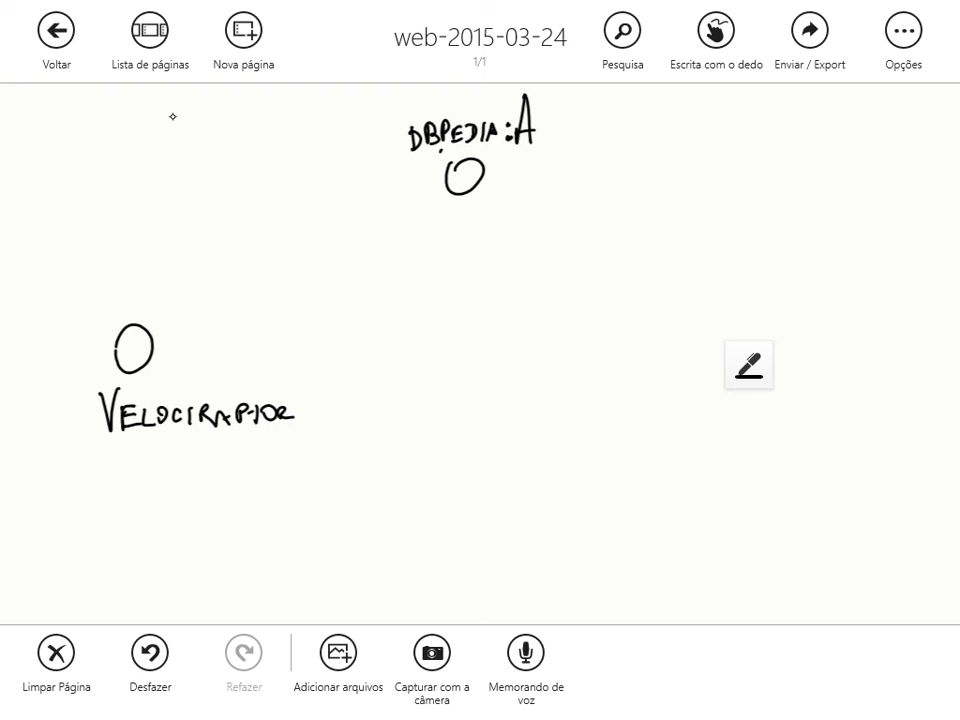 Voltar
Lista de páginas
Nova página
web-2015-03-24
1/1
Pesquisa
Escrita com o dedo
Enviar / Export
Opções
DBPEDIA:A
VELOCIRAPTOR
Limpar Página
Desfazer
Refazer
Adicionar arquivos
Capturar com a
câmera
Memorando de
voz